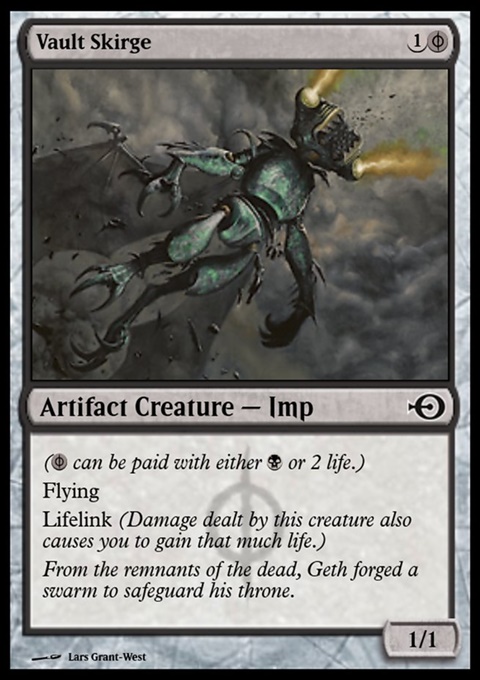 Vault Skirge 1
Artifact Creature — Imp
( can be paid with either or 2 life.)
Flying
Lifelink (Damage dealt by this creature also
causes you to gain that much life.)
From the remnants of the dead, Geth forged a
swarm to safeguard his throne.
1/1
Lars Grant-West